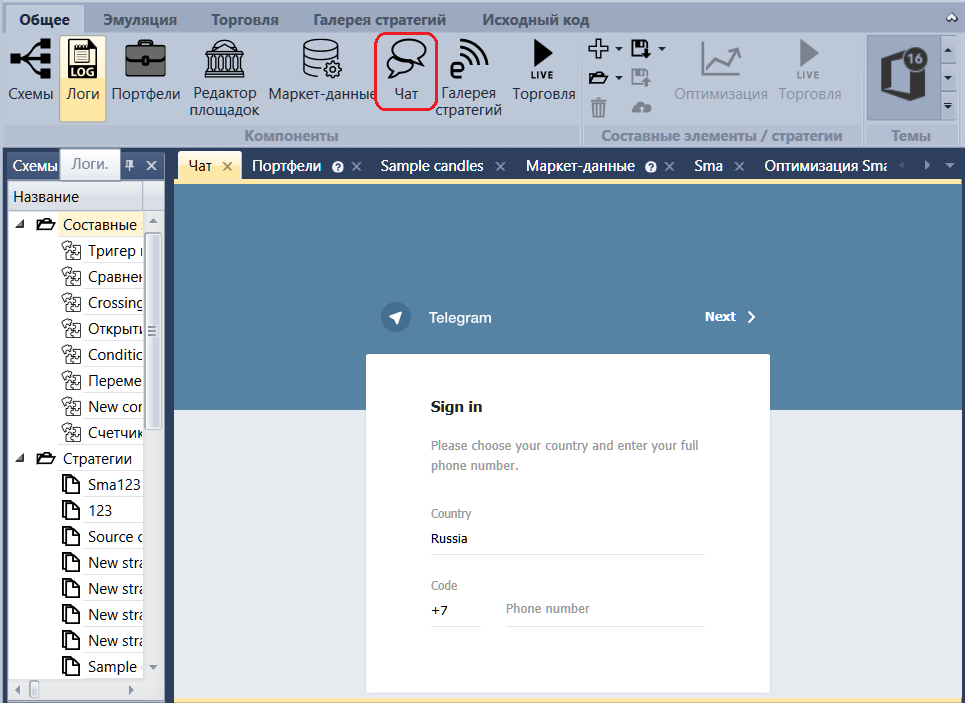 Общее Эмуляция Торговля Галерея стратегий Исходный код
LOG LIVE LIVE 16
Схемы Логи Портфели Редактор площадок Маркет-данные Чат Галерея стратегий Торговля Оптимизация Торговля
Компоненты Составные элементы / стратегии Темы
Схемы Логи. Чат Портфели Sample candles Маркет-данные Sma Оптимизация Sma
Название
Составные
Тригер
Сравнен
Crossing
Открыти
Conditic
Переме
New cor
Счетчик
Стратегии
Sma123
123
Source
New stra
New stra
New stra
New stra
Sample
Telegram Next
Sign in
Please choose your country and enter your full
phone number.
Country
Russia
Code
+7 Phone number